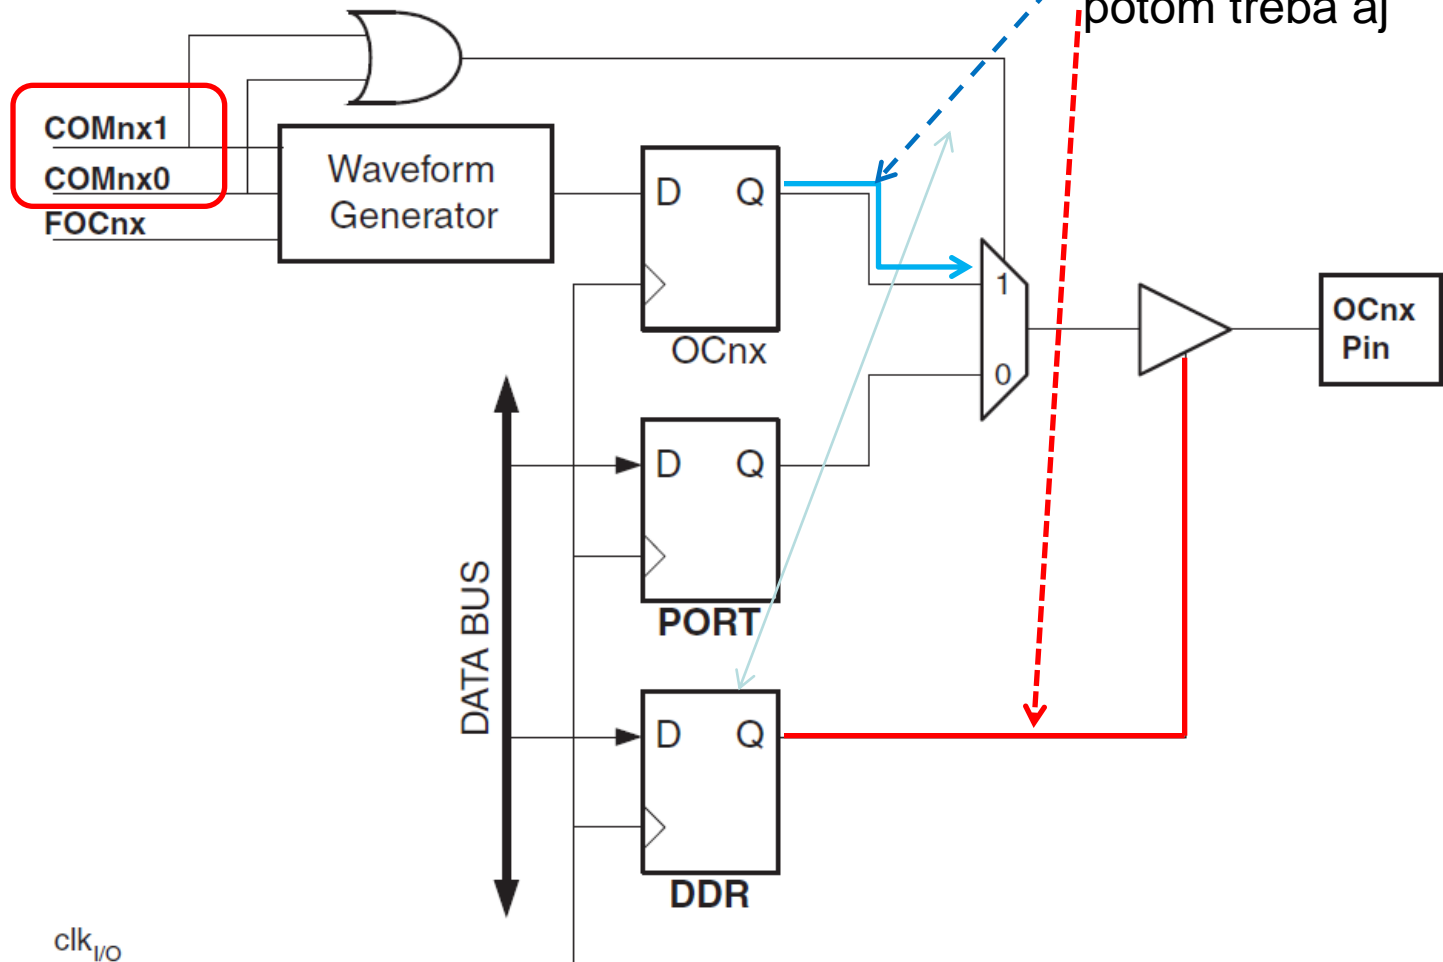 potom treba aj
COMnx1
COMnx0
FOCnx
Waveform
Generator
D Q
OCnx
1
0
OCnx
Pin
D Q
PORT
DATA BUS
D Q
DDR
clkI/O